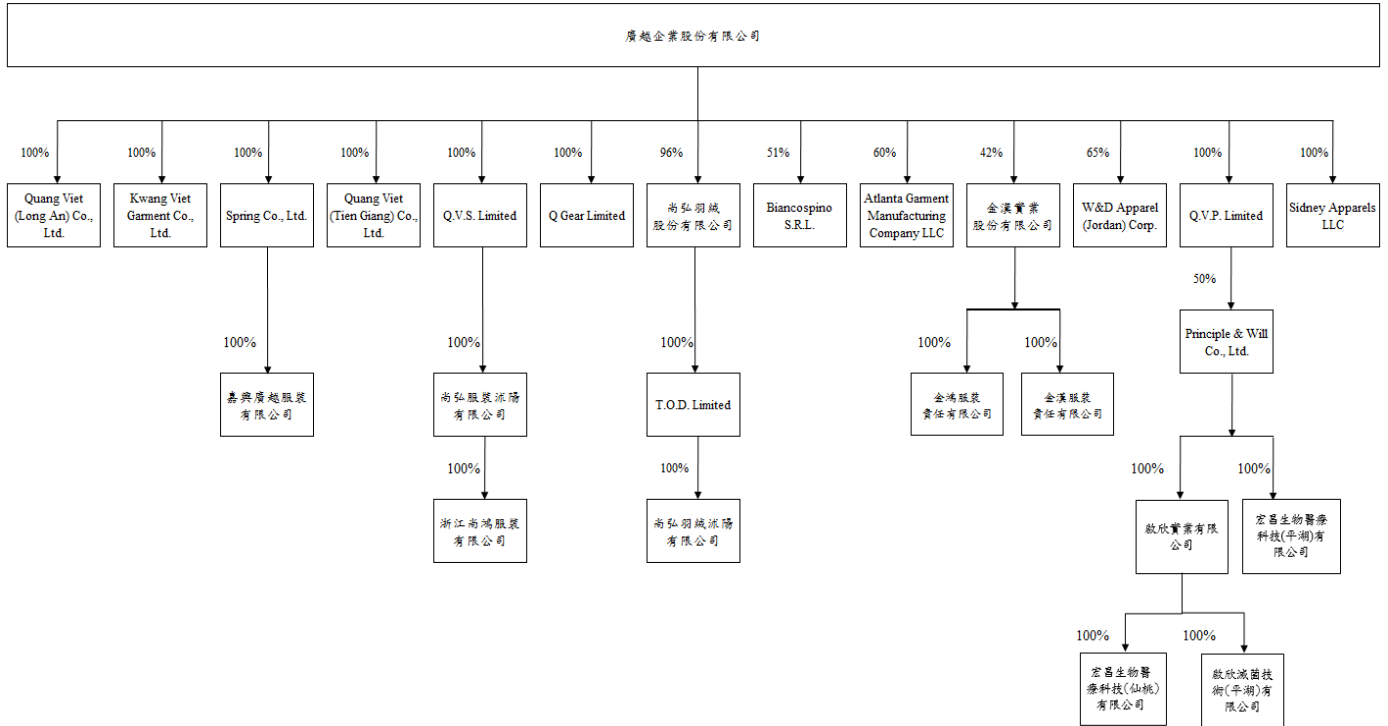 廣越企業股份有限公司
100%
100%
100%
100%
100%
100%
96%
51%
60%
42%
65%
100%
100%
Quang Viet
(Long An) Co.,
Ltd.
Kwang Viet
Garment Co.,
Ltd.
Spring Co., Ltd.
Quang Viet
(Tien Giang) Co.,
Ltd.
Q.V.S. Limited
Q Gear Limited
尚弘羽絨
股份有限公司
Biancospino
S.R.L.
Atlanta Garment
Manufacturing
Company LLC
金漢實業
股份有限公司
W&D Apparel
(Jordan) Corp.
Q.V.P. Limited
Sidney Apparels
LLC
50%
Principle & Will
Co., Ltd.
100%
100%
100%
100%
100%
嘉興廣越服裝
有限公司
尚弘服裝沭陽
有限公司
T.O.D. Limited
金鴻服裝
責任有限公司
金漢服裝
責任有限公司
100%
100%
100%
100%
浙江尚鴻服裝
有限公司
尚弘羽絨沭陽
有限公司
啟欣實業有限
公司
宏昌生物醫療
科技(平湖)有
限公司
100%
100%
宏昌生物醫
療科技(仙桃)
有限公司
啟欣滅菌技
術(平湖)有
限公司